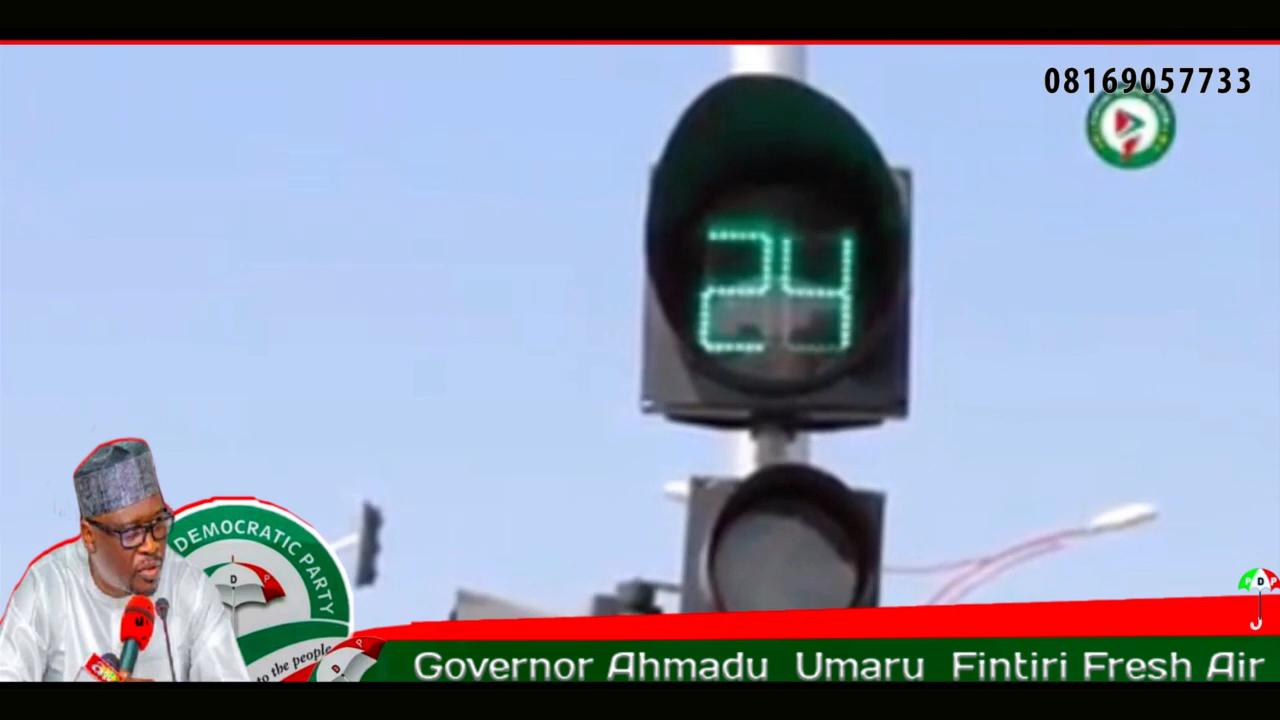 08169057733
24
DEMOCRATIC PARTY
to the people
P D P
D P
Governor Ahmadu Umaru Fintiri Fresh Air